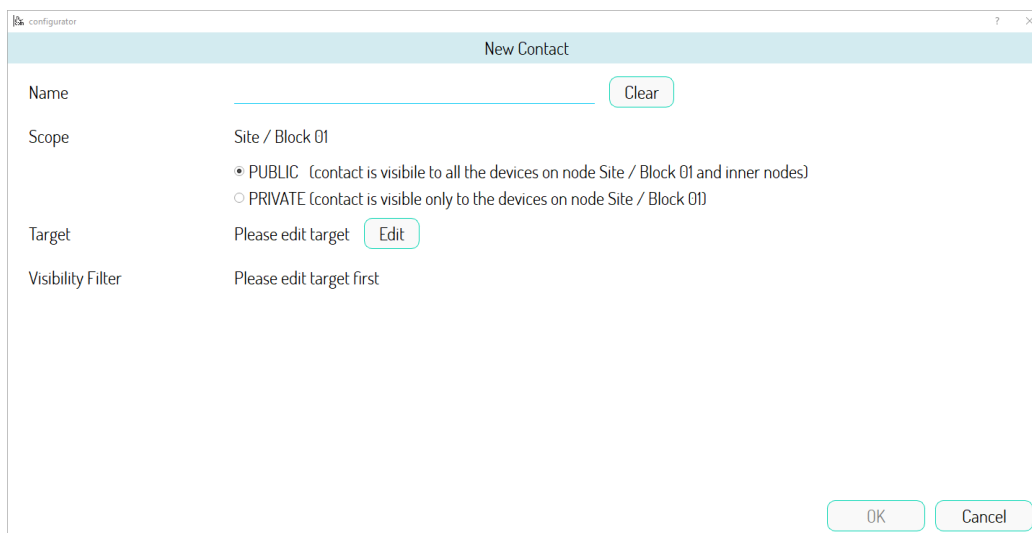 configurator ?
New Contact
Name Clear
Scope Site / Block 01
PUBLIC (contact is visibile to all the devices on node Site / Block 01 and inner nodes)
PRIVATE (contact is visible only to the devices on node Site / Block 01)
Target Please edit target Edit
Visibility Filter Please edit target first
OK Cancel